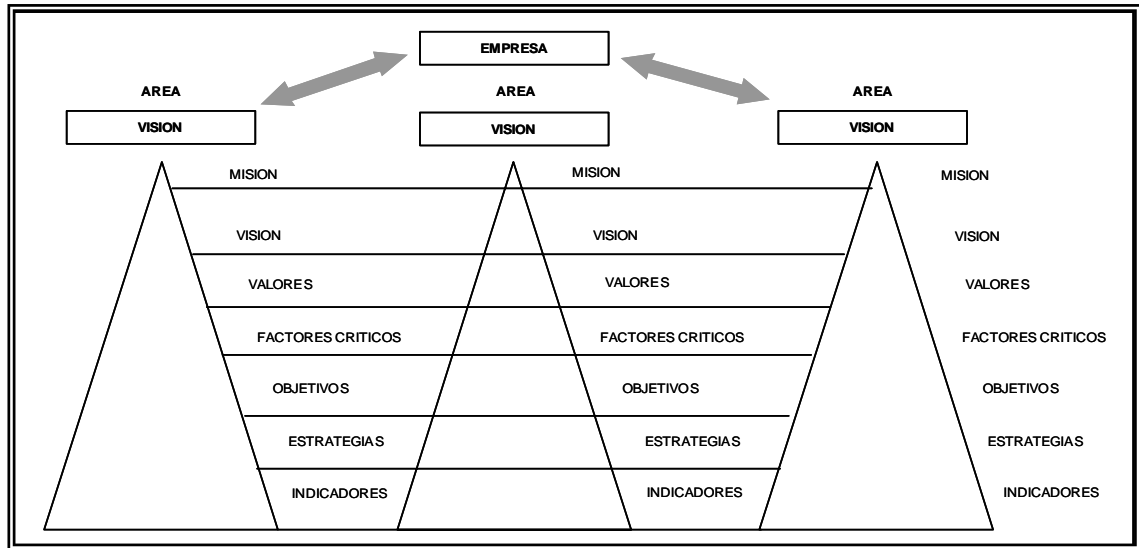 EMPRESA
AREA AREA AREA
VISION VISION VISION
MISION MISION MISION
VISION VISION VISION
VALORES VALORES VALORES
FACTORES CRITICOS FACTORES CRITICOS FACTORES CRITICOS
OBJETIVOS OBJETIVOS OBJETIVOS
ESTRATEGIAS ESTRATEGIAS ESTRATEGIAS
INDICADORES INDICADORES INDICADORES